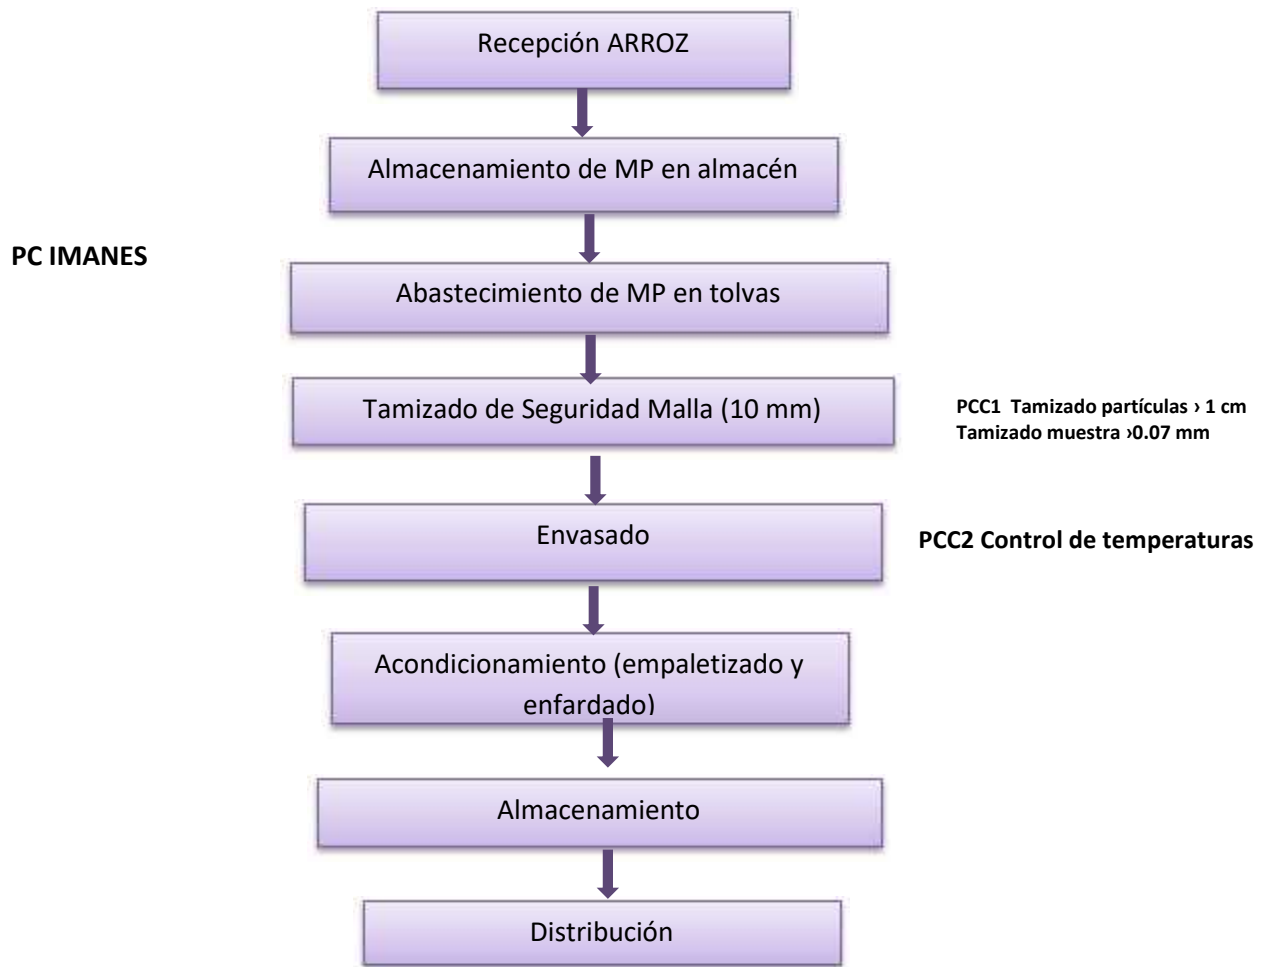 Recepción ARROZ
Almacenamiento de MP en almacén
PC IMANES
Abastecimiento de MP en tolvas
Tamizado de Seguridad Malla (10 mm)
PCC1 Tamizado partículas › 1 cm
Tamizado muestra ›0.07 mm
Envasado
PCC2 Control de temperaturas
Acondicionamiento (empaletizado y
enfardado)
Almacenamiento
Distribución